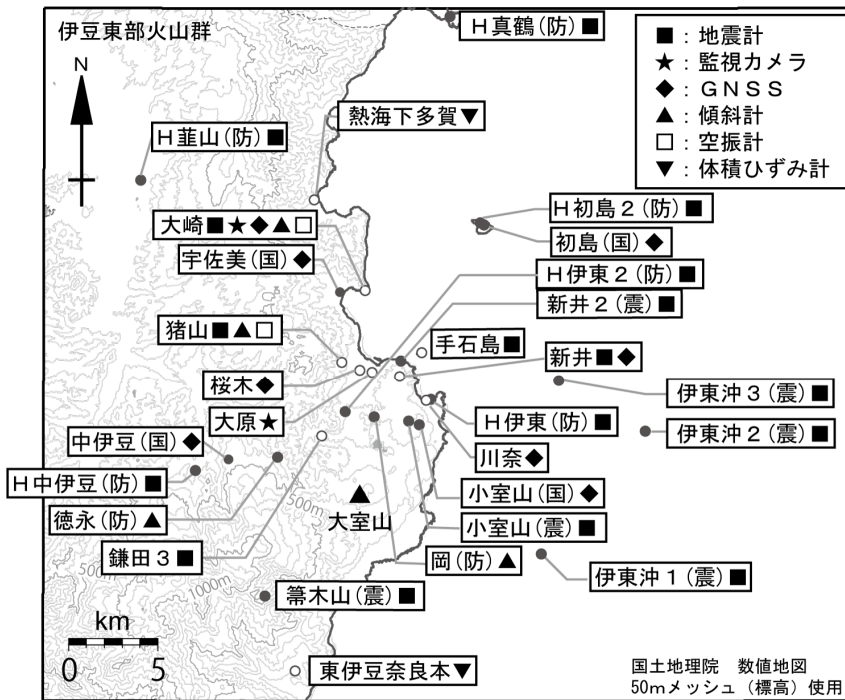 伊豆東部火山群
N
H真鶴(防)■
■：地震計
★：監視カメラ
◆：GNSS
▲：傾斜計
□：空振計
▼：体積ひずみ計
熱海下多賀▼
H韮山(防)■
H初島2(防)■
大崎■★◆▲□
初島(国)◆
宇佐美(国)◆
H伊東2(防)■
新井2(震)■
猪山■▲□
手石島■
新井■◆
桜木◆
伊東沖3(震)■
大原★
H伊東(防)■
伊東沖2(震)■
中伊豆(国)◆
川奈◆
H中伊豆(防)■
小室山(国)◆
500m
徳永(防)▲
大室山
小室山(震)■
鎌田3■
岡(防)▲
500m
伊東沖1(震)■
1000m
箒木山(震)■
km
0 5
東伊豆奈良本▼
国土地理院 数値地図
50mメッシュ（標高）使用